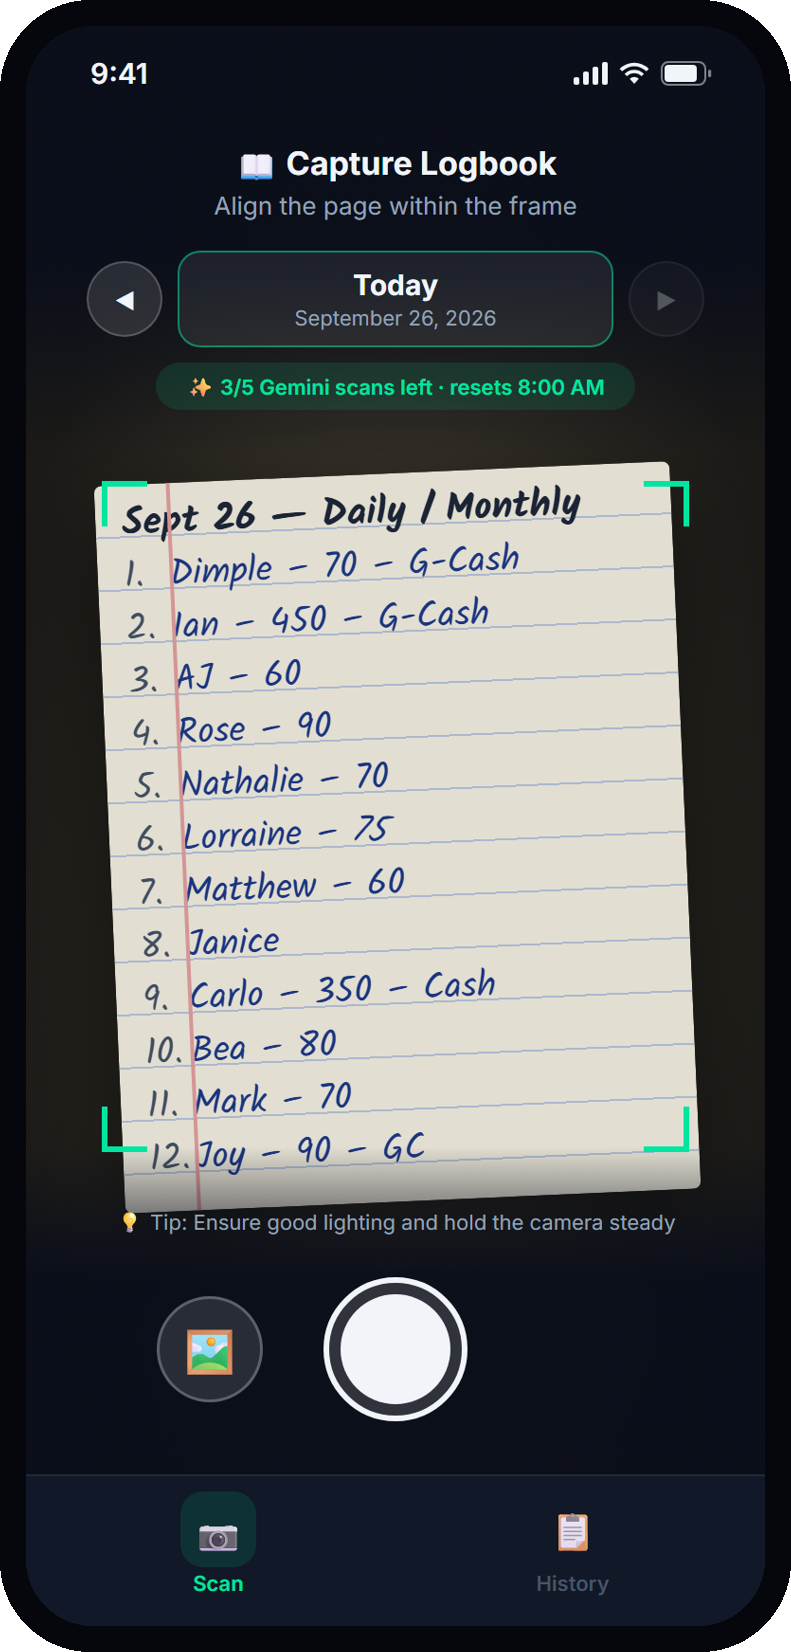 9:41
📖 Capture Logbook
Align the page within the frame
◀ Today ▶
September 26, 2026
✨ 3/5 Gemini scans left · resets 8:00 AM
Sept 26 — Daily / Monthly
1. Dimple – 70 – G-Cash
2. Ian – 450 – G-Cash
3. AJ – 60
4. Rose – 90
5. Nathalie – 70
6. Lorraine – 75
7. Matthew – 60
8. Janice
9. Carlo – 350 – Cash
10. Bea – 80
11. Mark – 70
12. Joy – 90 – GC
💡 Tip: Ensure good lighting and hold the camera steady
Scan
History